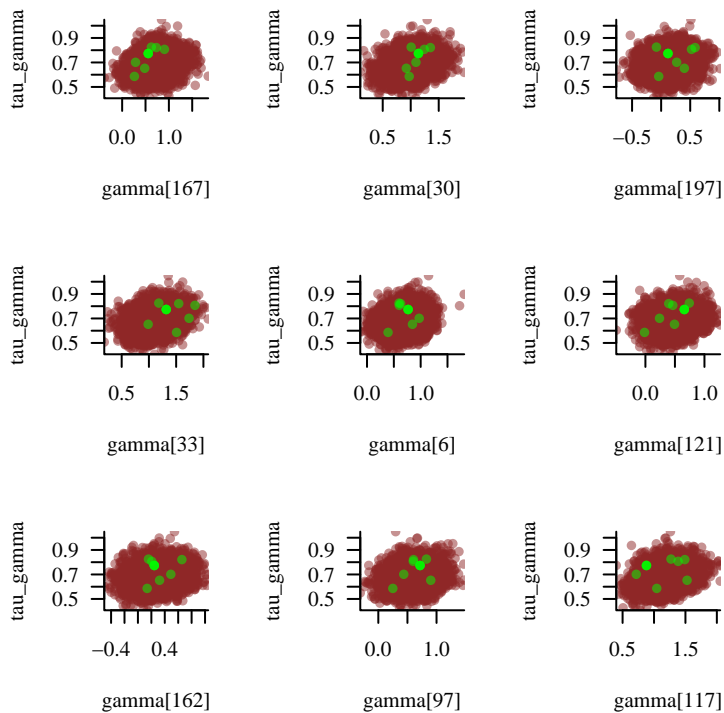 tau_gamma
0.9
0.7
0.5
0.0 1.0
gamma[167]
tau_gamma
0.9
0.7
0.5
0.5 1.5
gamma[30]
tau_gamma
0.9
0.7
0.5
−0.5 0.5
gamma[197]
tau_gamma
0.9
0.7
0.5
0.5 1.5
gamma[33]
tau_gamma
0.9
0.7
0.5
0.0 1.0
gamma[6]
tau_gamma
0.9
0.7
0.5
0.0 1.0
gamma[121]
tau_gamma
0.9
0.7
0.5
−0.4 0.4
gamma[162]
tau_gamma
0.9
0.7
0.5
0.0 1.0
gamma[97]
tau_gamma
0.9
0.7
0.5
0.5 1.5
gamma[117]